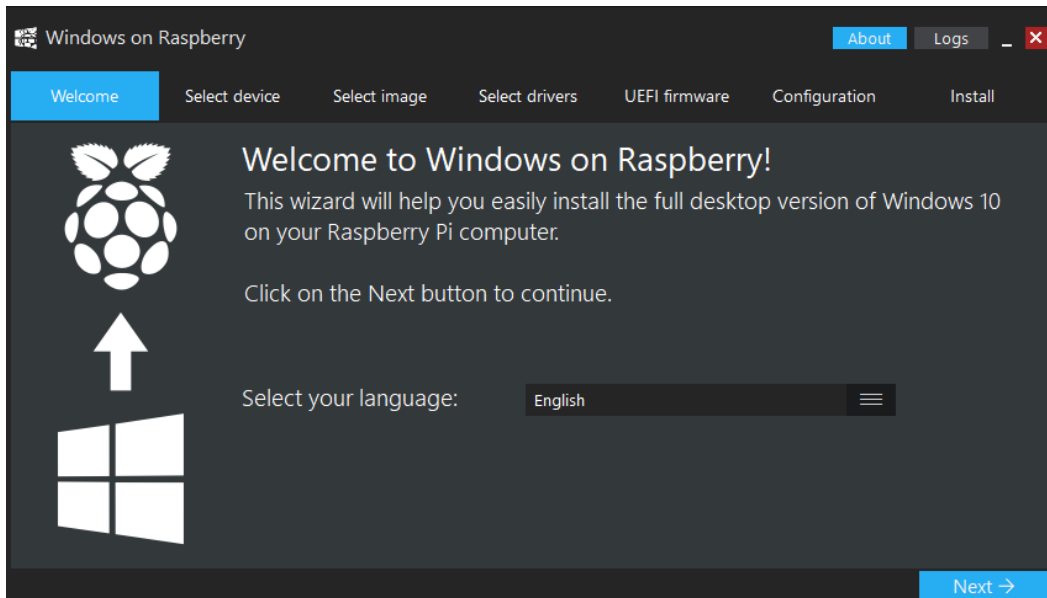 Windows on Raspberry
About
Logs
Welcome
Select device
Select image
Select drivers
UEFI firmware
Configuration
Install
Welcome to Windows on Raspberry!
This wizard will help you easily install the full desktop version of Windows 10
on your Raspberry Pi computer.
Click on the Next button to continue.
Select your language:
English
Next →